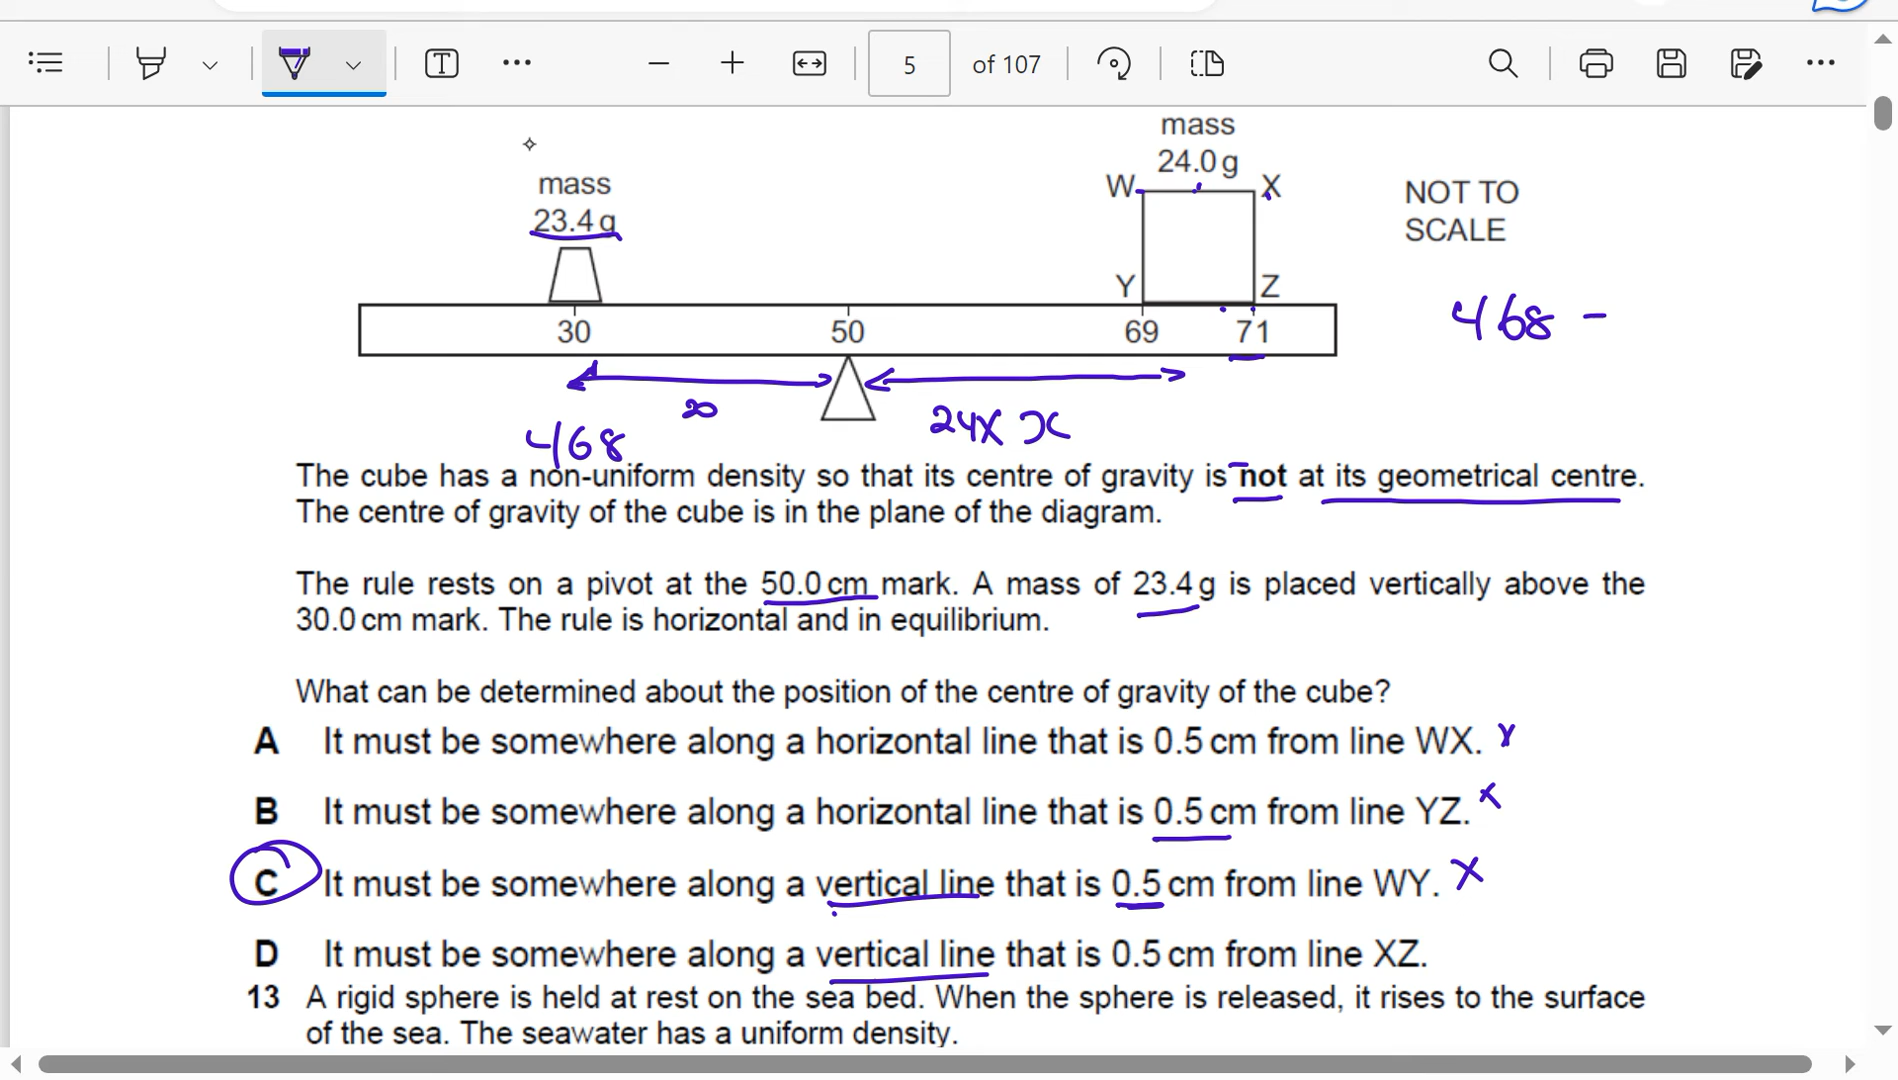 5 of 107
mass
24.0 g
mass
23.4 g
W X
NOT TO
SCALE
Y Z
30 50 69 71
468 =
20
24x x
468
The cube has a non-uniform density so that its centre of gravity is not at its geometrical centre.
The centre of gravity of the cube is in the plane of the diagram.
The rule rests on a pivot at the 50.0 cm mark. A mass of 23.4 g is placed vertically above the
30.0 cm mark. The rule is horizontal and in equilibrium.
What can be determined about the position of the centre of gravity of the cube?
A It must be somewhere along a horizontal line that is 0.5 cm from line WX. x
B It must be somewhere along a horizontal line that is 0.5 cm from line YZ. x
C It must be somewhere along a vertical line that is 0.5 cm from line WY. x
D It must be somewhere along a vertical line that is 0.5 cm from line XZ.
13 A rigid sphere is held at rest on the sea bed. When the sphere is released, it rises to the surface
of the sea. The seawater has a uniform density.